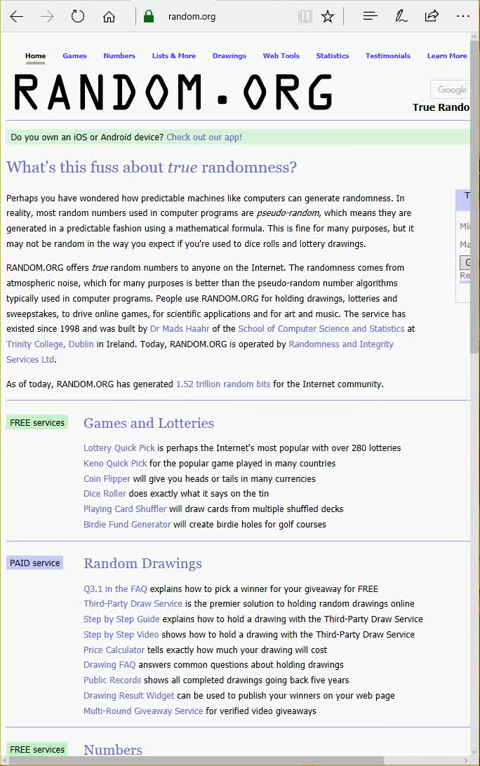 random.org
Home Games Numbers Lists & More Drawings Web Tools Statistics Testimonials Learn More
RANDOM.ORG
Google
True Rando
Do you own an iOS or Android device? Check out our app!
What's this fuss about true randomness?
Perhaps you have wondered how predictable machines like computers can generate randomness. In
reality, most random numbers used in computer programs are pseudo-random, which means they are
generated in a predictable fashion using a mathematical formula. This is fine for many purposes, but it
may not be random in the way you expect if you're used to dice rolls and lottery drawings.
RANDOM.ORG offers true random numbers to anyone on the Internet. The randomness comes from
atmospheric noise, which for many purposes is better than the pseudo-random number algorithms
typically used in computer programs. People use RANDOM.ORG for holding drawings, lotteries and
sweepstakes, to drive online games, for scientific applications and for art and music. The service has
existed since 1998 and was built by Dr Mads Haahr of the School of Computer Science and Statistics at
Trinity College, Dublin in Ireland. Today, RANDOM.ORG is operated by Randomness and Integrity
Services Ltd.
As of today, RANDOM.ORG has generated 1.52 trillion random bits for the Internet community.
FREE services
Games and Lotteries
Lottery Quick Pick is perhaps the Internet's most popular with over 280 lotteries
Keno Quick Pick for the popular game played in many countries
Coin Flipper will give you heads or tails in many currencies
Dice Roller does exactly what it says on the tin
Playing Card Shuffler will draw cards from multiple shuffled decks
Birdie Fund Generator will create birdie holes for golf courses
PAID service
Random Drawings
Q3.1 in the FAQ explains how to pick a winner for your giveaway for FREE
Third-Party Draw Service is the premier solution to holding random drawings online
Step by Step Guide explains how to hold a drawing with the Third-Party Draw Service
Step by Step Video shows how to hold a drawing with the Third-Party Draw Service
Price Calculator tells exactly how much your drawing will cost
Drawing FAQ answers common questions about holding drawings
Public Records shows all completed drawings going back five years
Drawing Result Widget can be used to publish your winners on your web page
Multi-Round Giveaway Service for verified video giveaways
FREE services
Numbers